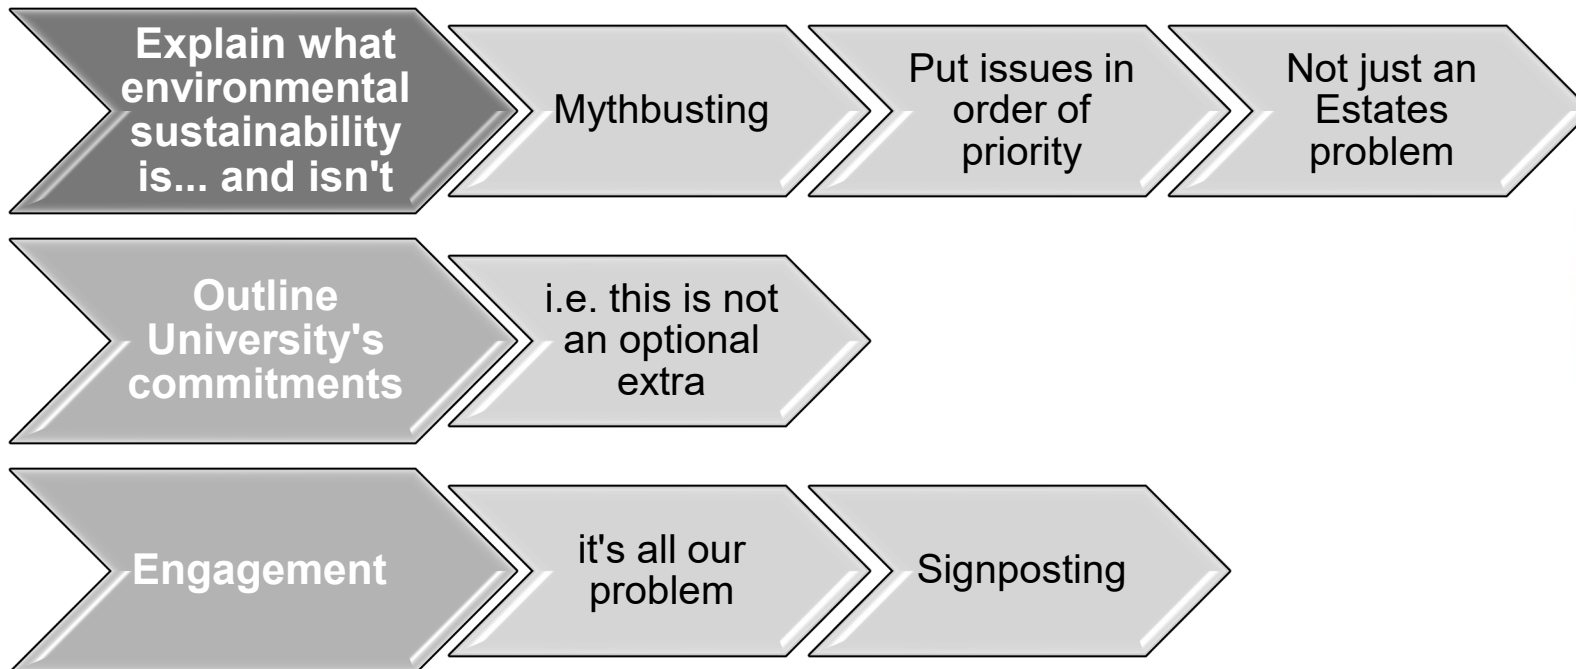 Explain what
environmental
sustainability
is... and isn't
Mythbusting
Put issues in
order of
priority
Not just an
Estates
problem
Outline
University's
commitments
i.e. this is not
an optional
extra
Engagement
it's all our
problem
Signposting